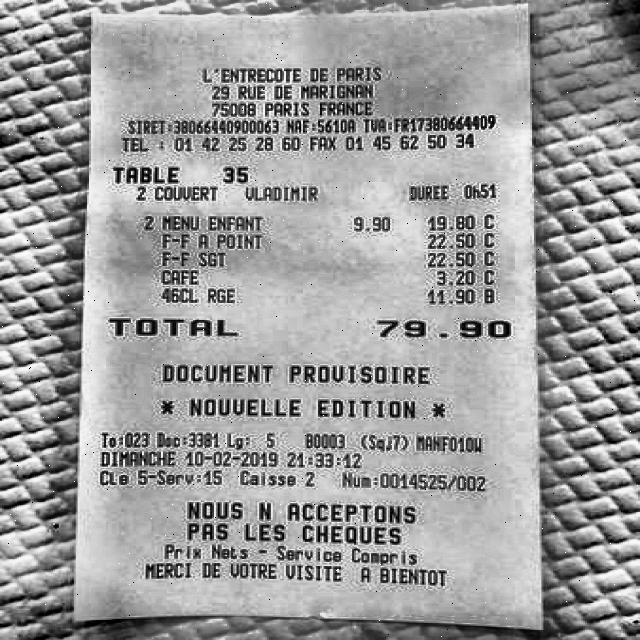 L'ENTRECOTE DE PARIS
29 RUE DE MARIGNAN
75008 PARIS FRANCE
SIRET:38066440900063 NAF:5610A TVA:FR17380664409
TEL : 01 42 25 28 60 FAX 01 45 62 50 34
TABLE 35
2 COUVERT VLADIMIR DUREE 0h51
2 MENU ENFANT 9.90 19.80 C
F-F A POINT 22.50 C
F-F SGT 22.50 C
CAFE 3.20 C
46CL RGE 11.90 B
TOTAL 79.90
DOCUMENT PROVISOIRE
* NOUVELLE EDITION *
To:023 Doc:3381 Lg: 5 B0003 (SqJ7) MANF010W
DIMANCHE 10-02-2019 21:33:12
Cle 5-Serv:15 Caisse 2 Num:0014525/002
NOUS N ACCEPTONS
PAS LES CHEQUES
Prix Nets - Service Compris
MERCI DE VOTRE VISITE A BIENTOT